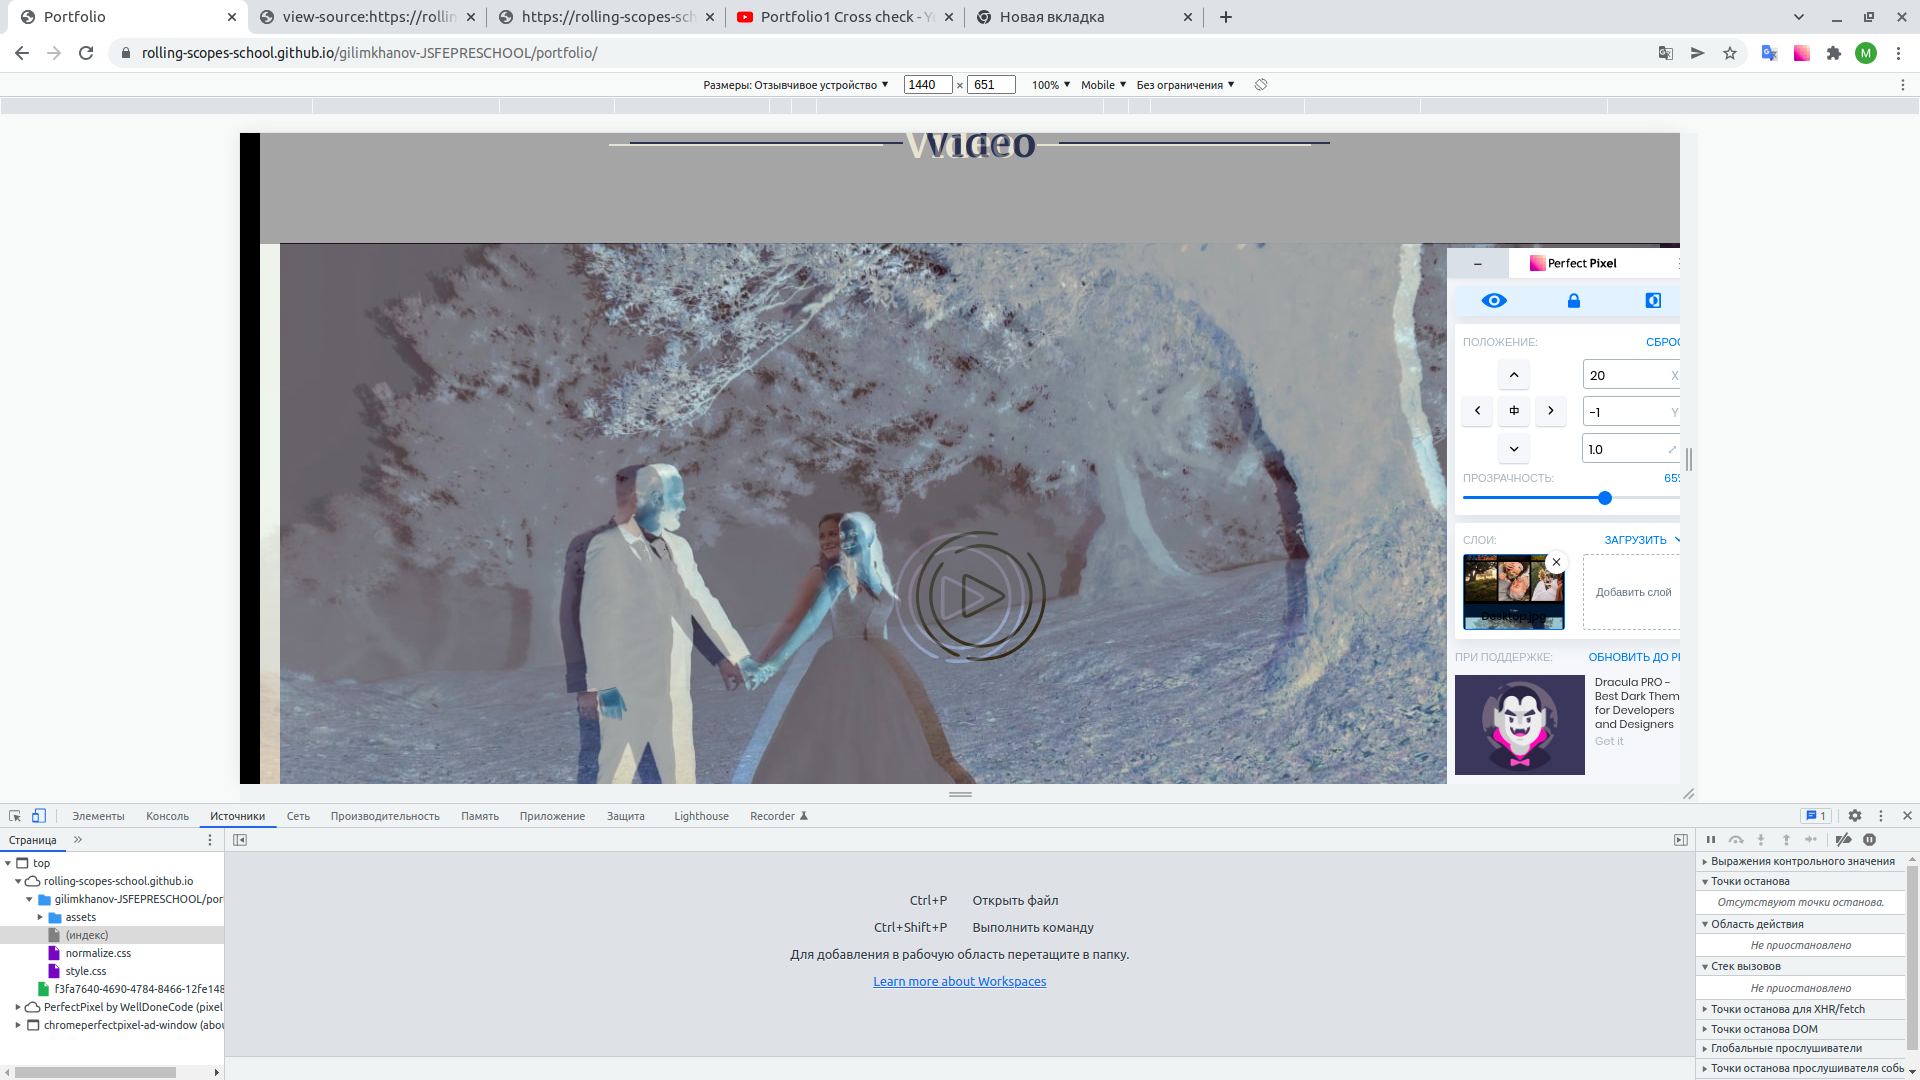 Portfolio
view-source:https://rollin
https://rolling-scopes-sch
Portfolio1 Cross check - Yo
Новая вкладка
rolling-scopes-school.github.io/gilimkhanov-JSFEPRESCHOOL/portfolio/
M
Размеры: Отзывчивое устройство ▼ 1440 × 651 100% ▼ Mobile ▼ Без ограничения ▼
Video
Perfect Pixel
ПОЛОЖЕНИЕ: СБРОС
20 X
-1 Y
1.0
ПРОЗРАЧНОСТЬ: 65%
СЛОИ: ЗАГРУЗИТЬ
Desktop.jpg
Добавить слой
ПРИ ПОДДЕРЖКЕ: ОБНОВИТЬ ДО PR
Dracula PRO -
Best Dark Them
for Developers
and Designers
Get it
Элементы Консоль Источники Сеть Производительность Память Приложение Защита Lighthouse Recorder 1
Страница »
top
rolling-scopes-school.github.io
gilimkhanov-JSFEPRESCHOOL/por
assets
(индекс)
normalize.css
style.css
f3fa7640-4690-4784-8466-12fe148
PerfectPixel by WellDoneCode (pixel
chromeperfectpixel-ad-window (abou
Ctrl+P Открыть файл
Ctrl+Shift+P Выполнить команду
Для добавления в рабочую область перетащите в папку.
Learn more about Workspaces
Выражения контрольного значения
Точки останова
Отсутствуют точки останова.
Область действия
Не приостановлено
Стек вызовов
Не приостановлено
Точки останова для XHR/fetch
Точки останова DOM
Глобальные прослушиватели
Точки останова прослушивателя собы